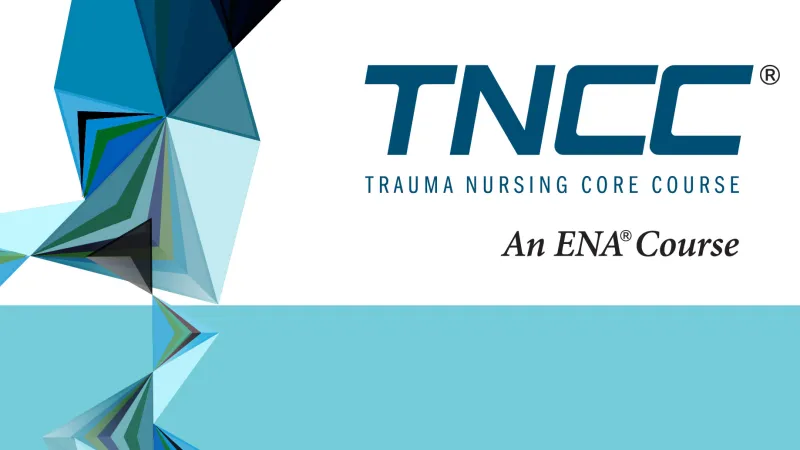 TNCC®
TRAUMA NURSING CORE COURSE
An ENA® Course